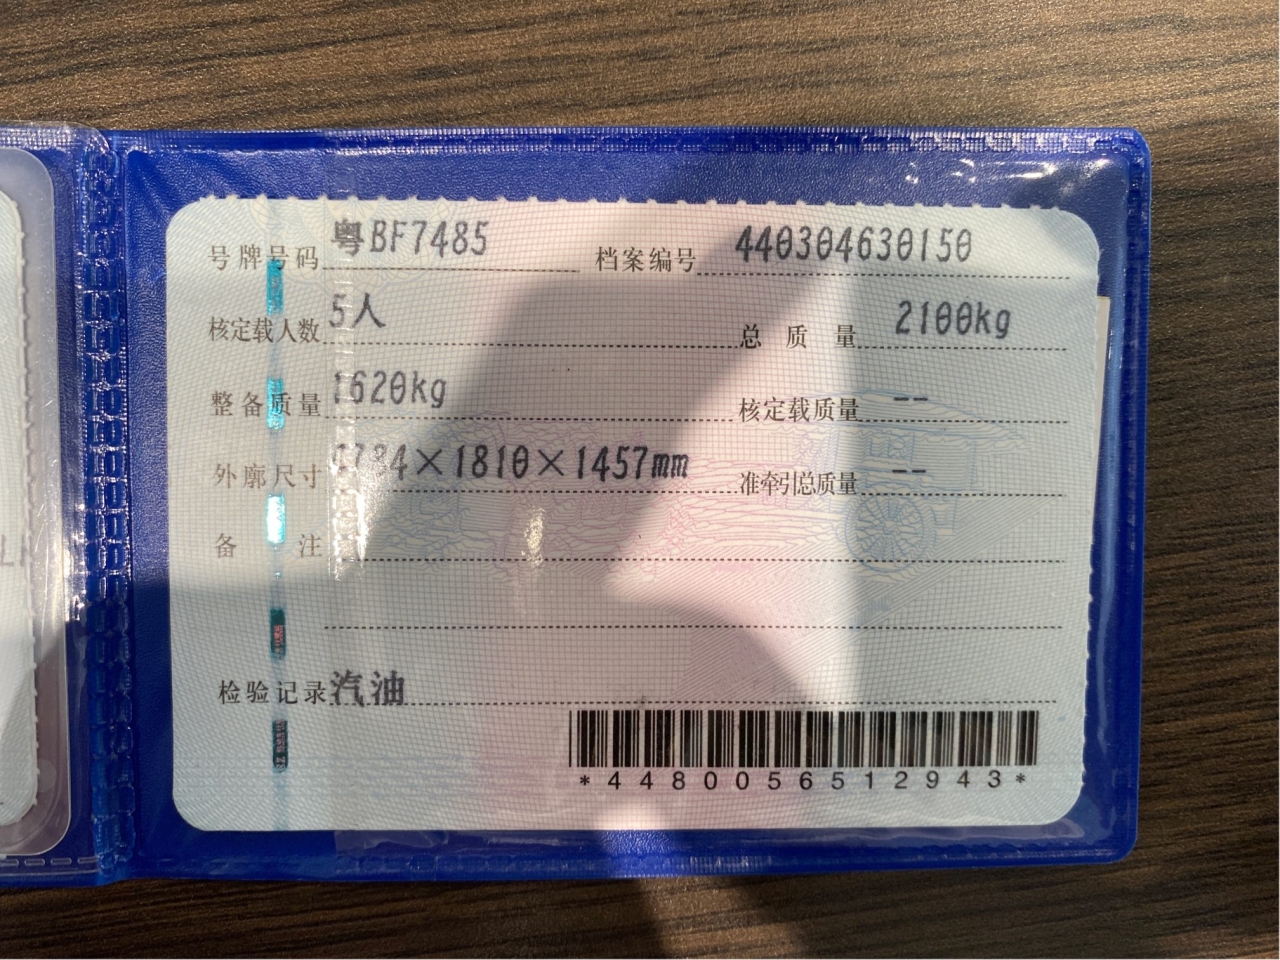 号牌号码 粤BF7485 档案编号 440304630150
核定载人数 5人 总质量 2100kg
整备质量 1620kg 核定载质量 --
外廓尺寸 ×1810×1457mm 准牵引总质量 --
备注
检验记录 汽油
*4480056512943*